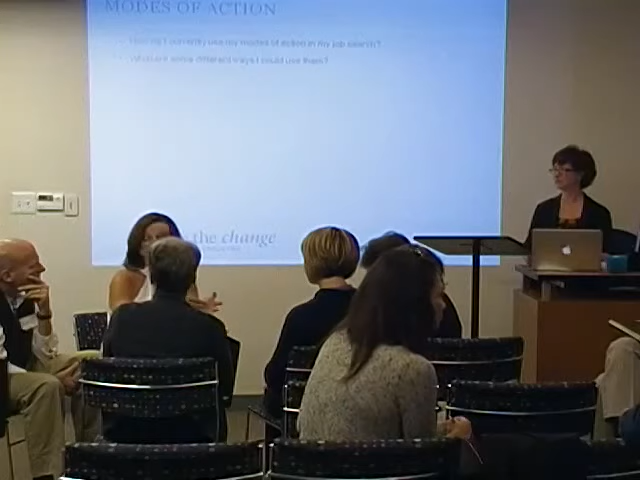 MODES OF ACTION
How do I currently use my modes of action in my job search?
What are some different ways I could use them?
the change